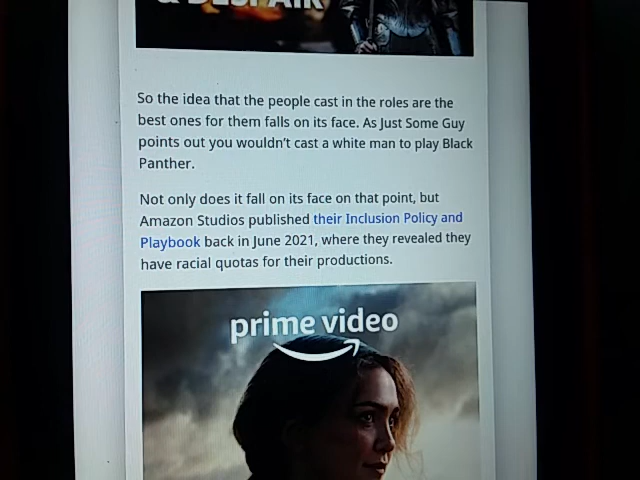 & DESPAIR
So the idea that the people cast in the roles are the
best ones for them falls on its face. As Just Some Guy
points out you wouldn't cast a white man to play Black
Panther.
Not only does it fall on its face on that point, but
Amazon Studios published their Inclusion Policy and
Playbook back in June 2021, where they revealed they
have racial quotas for their productions.
prime video